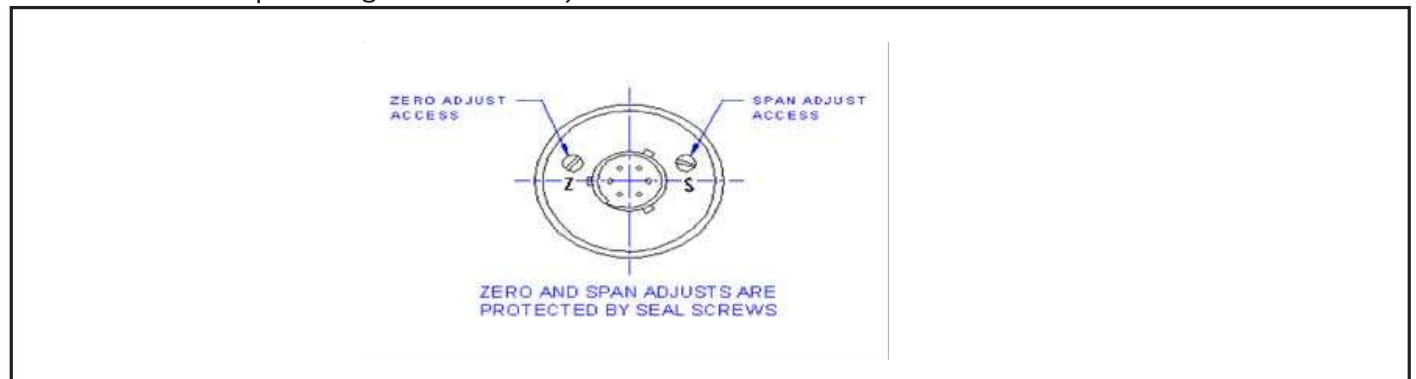 ZERO ADJUST
ACCESS
SPAN ADJUST
ACCESS
Z
S
ZERO AND SPAN ADJUSTS ARE
PROTECTED BY SEAL SCREWS